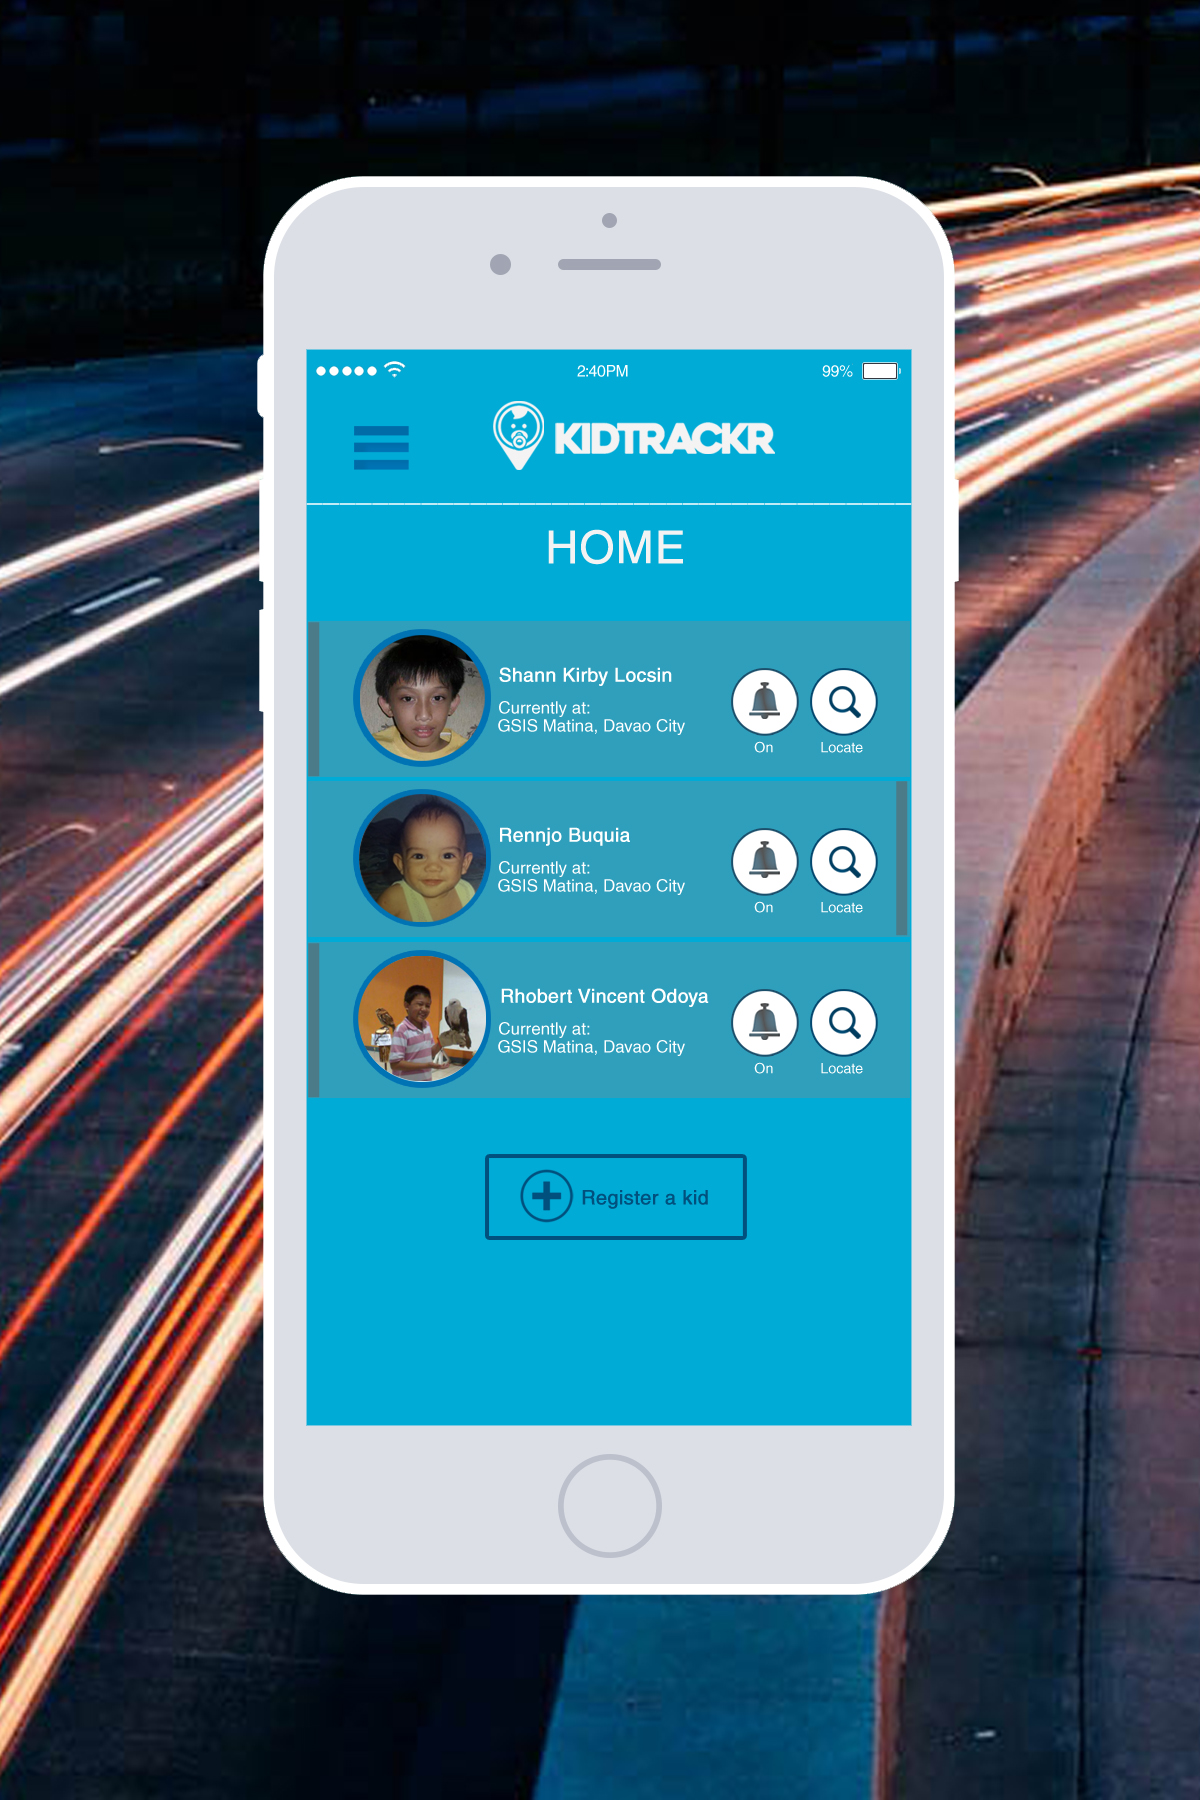 2:40PM
99%
KIDTRACKR
HOME
Shann Kirby Locsin
Currently at:
GSIS Matina, Davao City
On
Locate
Rennjo Buquia
Currently at:
GSIS Matina, Davao City
On
Locate
Rhobert Vincent Odoya
Currently at:
GSIS Matina, Davao City
On
Locate
Register a kid